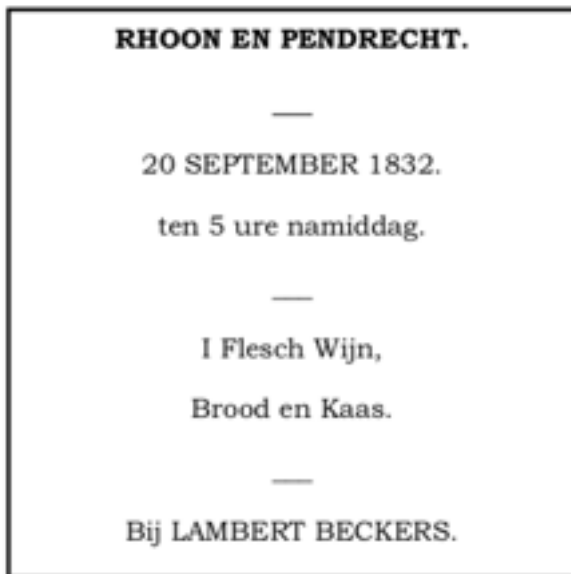 RHOON EN PENDRECHT.
20 SEPTEMBER 1832.
ten 5 ure namiddag.
I Flesch Wijn,
Brood en Kaas.
Bij LAMBERT BECKERS.